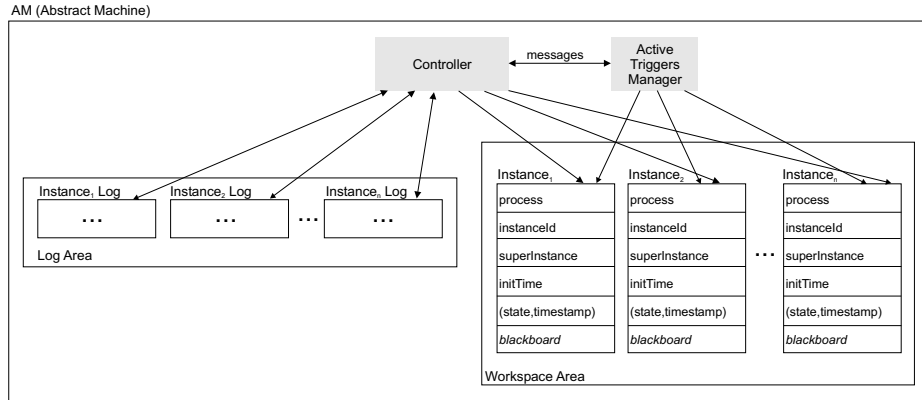 AM (Abstract Machine)
Controller
messages
Active
Triggers
Manager
Instance₁ Log
Instance₂ Log
Instanceₙ Log
...
...
...
...
Log Area
Instance₁
process
instanceId
superInstance
initTime
(state,timestamp)
blackboard
Instance₂
process
instanceId
superInstance
initTime
(state,timestamp)
blackboard
...
Instanceₙ
process
instanceId
superInstance
initTime
(state,timestamp)
blackboard
Workspace Area